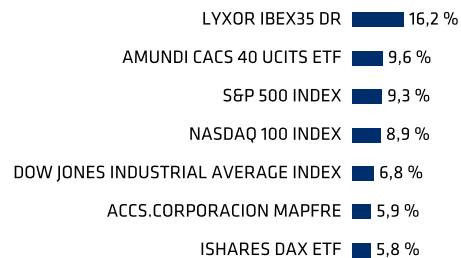 LYXOR IBEX35 DR 16,2 %
AMUNDI CACS 40 UCITS ETF 9,6 %
S&P 500 INDEX 9,3 %
NASDAQ 100 INDEX 8,9 %
DOW JONES INDUSTRIAL AVERAGE INDEX 6,8 %
ACCS.CORPORACION MAPFRE 5,9 %
ISHARES DAX ETF 5,8 %